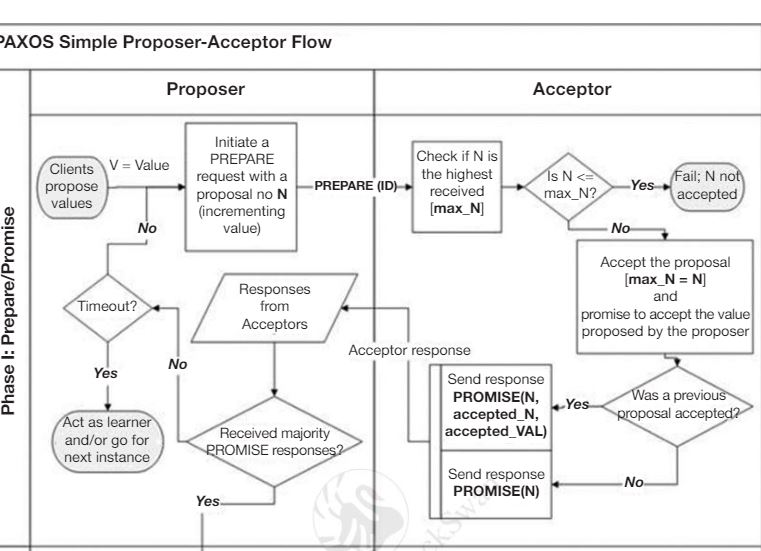 PAXOS Simple Proposer-Acceptor Flow
Proposer
Acceptor
Phase I: Prepare/Promise
Clients
propose
values
V = Value
Initiate a
PREPARE
request with a
proposal no N
(incrementing
value)
PREPARE (ID)
Check if N is
the highest
received
[max_N]
Is N <=
max_N?
Yes
Fail; N not
accepted
No
No
Accept the proposal
[max_N = N]
and
promise to accept the value
proposed by the proposer
Timeout?
Responses
from
Acceptors
Acceptor response
Yes
No
Send response
PROMISE(N,
accepted_N,
accepted_VAL)
Yes
Was a previous
proposal accepted?
Act as learner
and/or go for
next instance
Received majority
PROMISE responses?
Send response
PROMISE(N)
No
Yes